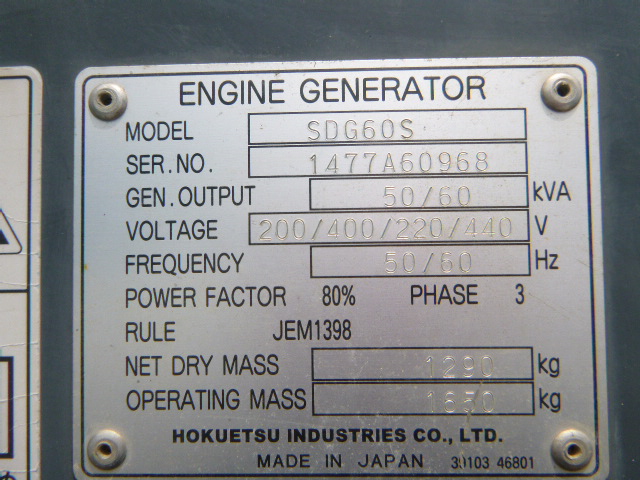 ENGINE GENERATOR
MODEL SDG60S
SER.NO. 1477A60968
GEN.OUTPUT 50/60 kVA
VOLTAGE 200/400/220/440 V
FREQUENCY 50/60 Hz
POWER FACTOR 80% PHASE 3
RULE JEM1398
NET DRY MASS 1290 kg
OPERATING MASS kg
HOKUETSU INDUSTRIES CO., LTD.
MADE IN JAPAN 39103 46801